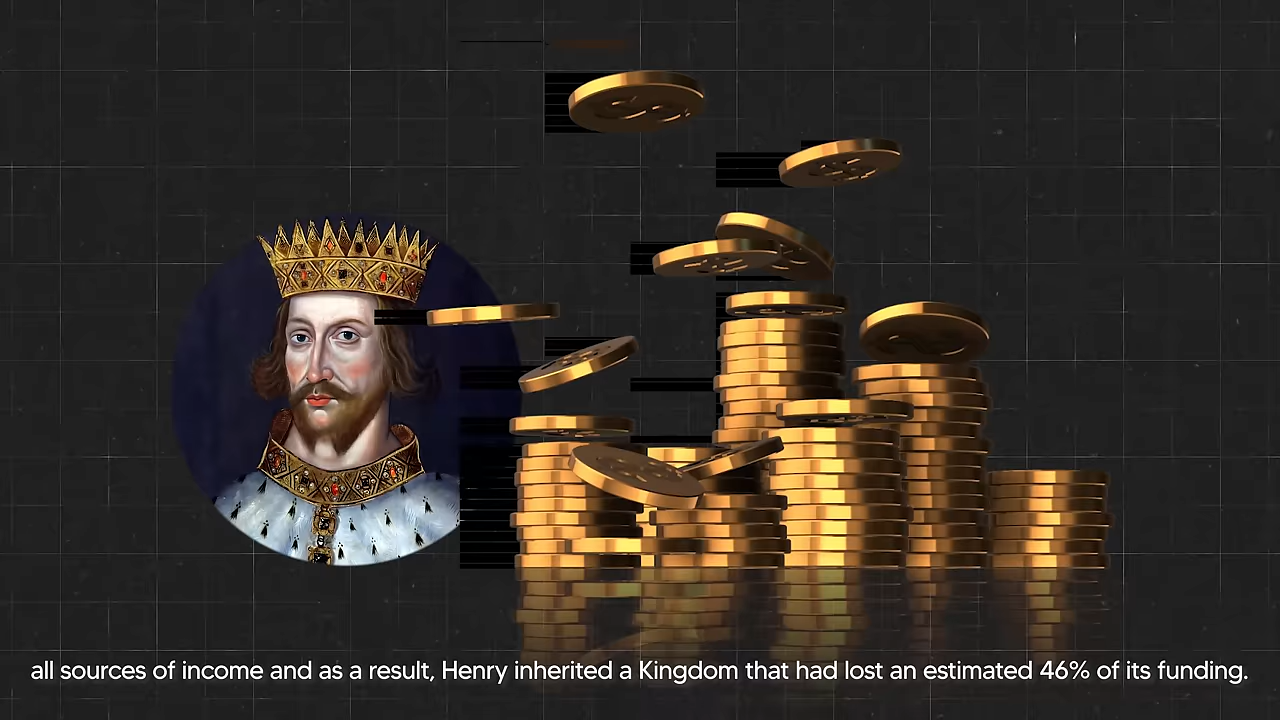 all sources of income and as a result, Henry inherited a Kingdom that had lost an estimated 46% of its funding.